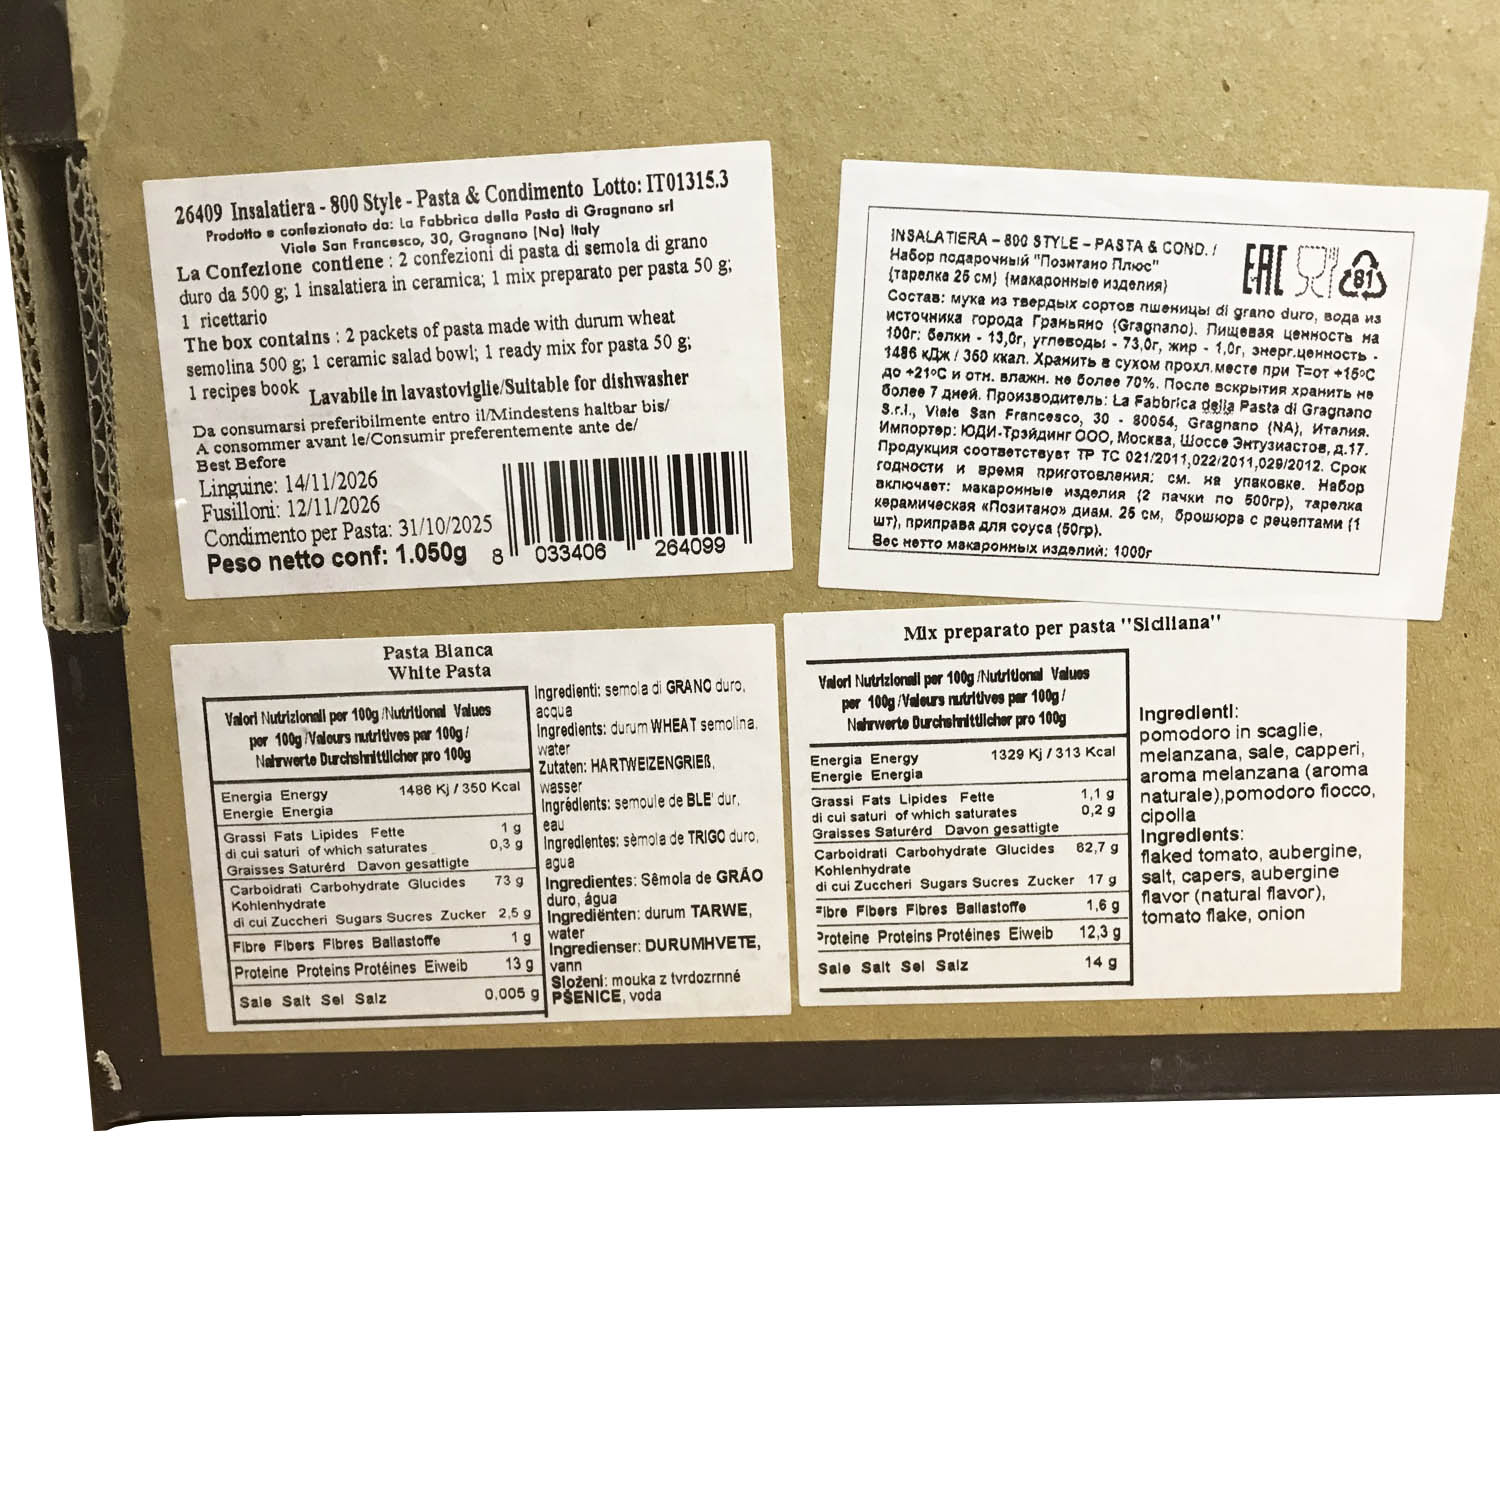 26409 Insalatiera - 800 Style - Pasta & Condimento Lotto: IT01315.3
Prodotto e confezionato da: La Fabbrica della Pasta di Gragnano srl
Viale San Francesco, 30, Gragnano (Na) Italy
La Confezione contiene : 2 confezioni di pasta di semola di grano
duro da 500 g; 1 insalatiera in ceramica; 1 mix preparato per pasta 50 g;
1 ricettario
The box contains : 2 packets of pasta made with durum wheat
semolina 500 g; 1 ceramic salad bowl; 1 ready mix for pasta 50 g;
1 recipes book Lavabile in lavastoviglie/Suitable for dishwasher
Da consumarsi preferibilmente entro il/Mindestens haltbar bis/
A consommer avant le/Consumir preferentemente ante de/
Best Before
Linguine: 14/11/2026
Fusilloni: 12/11/2026
Condimento per Pasta: 31/10/2025
Peso netto conf: 1.050g
8 033406 264099
INSALATIERA – 800 STYLE – PASTA & COND. /
Набор подарочный "Позитано Плюс"
(тарелка 25 см) (макаронные изделия)
EAC
81
Состав: мука из твердых сортов пшеницы di grano duro, вода из
источника города Граньяно (Gragnano). Пищевая ценность на
100г: белки - 13,0г, углеводы - 73,0г, жир - 1,0г, энерг.ценность -
1486 кДж / 350 ккал. Хранить в сухом прохл.месте при Т=от +15ºС
до +21ºС и отн. влажн. не более 70%. После вскрытия хранить не
более 7 дней. Производитель: La Fabbrica della Pasta di Gragnano
S.r.l., Viale San Francesco, 30 - 80054, Gragnano (NA), Италия.
Импортер: ЮДИ-Трэйдинг ООО, Москва, Шоссе Энтузиастов, д.17.
Продукция соответствует ТР ТС 021/2011,022/2011,029/2012. Срок
годности и время приготовления: см. на упаковке. Набор
включает: макаронные изделия (2 пачки по 500гр), тарелка
керамическая «Позитано» диам. 25 см, брошюра с рецептами (1
шт), приправа для соуса (50гр).
Вес нетто макаронных изделий: 1000г
Pasta Bianca
White Pasta
Valori Nutrizionali per 100g /Nutritional Values
per 100g /Valeurs nutritives par 100g /
Nahrwerte Durchshnittlicher pro 100g
Energia Energy 1486 Kj / 350 Kcal
Energie Energia
Grassi Fats Lipides Fette 1 g
di cui saturi of which saturates 0,3 g
Graisses Saturérd Davon gesattigte
Carboidrati Carbohydrate Glucides 73 g
Kohlenhydrate
di cui Zuccheri Sugars Sucres Zucker 2,5 g
Fibre Fibers Fibres Ballastoffe 1 g
Proteine Proteins Protéines Eiweib 13 g
Sale Salt Sel Salz 0,005 g
Ingredienti: semola di GRANO duro,
acqua
Ingredients: durum WHEAT semolina,
water
Zutaten: HARTWEIZENGRIEß,
wasser
Ingrédients: semoule de BLE' dur,
eau
Ingredientes: sèmola de TRIGO duro,
agua
Ingredientes: Sêmola de GRÃO
duro, água
Ingrediënten: durum TARWE,
water
Ingredienser: DURUMHVETE,
vann
Složení: mouka z tvrdozrnné
PŠENICE, voda
Mix preparato per pasta "Siciliana"
Valori Nutrizionali per 100g /Nutritional Values
per 100g /Valeurs nutritives par 100g /
Nahrwerte Durchshnittlicher pro 100g
Energia Energy 1329 Kj / 313 Kcal
Energie Energia
Grassi Fats Lipides Fette 1,1 g
di cui saturi of which saturates 0,2 g
Graisses Saturérd Davon gesattigte
Carboidrati Carbohydrate Glucides 62,7 g
Kohlenhydrate
di cui Zuccheri Sugars Sucres Zucker 17 g
Fibre Fibers Fibres Ballastoffe 1,6 g
Proteine Proteins Protéines Eiweib 12,3 g
Sale Salt Sel Salz 14 g
Ingredienti:
pomodoro in scaglie,
melanzana, sale, capperi,
aroma melanzana (aroma
naturale),pomodoro fiocco,
cipolla
Ingredients:
flaked tomato, aubergine,
salt, capers, aubergine
flavor (natural flavor),
tomato flake, onion